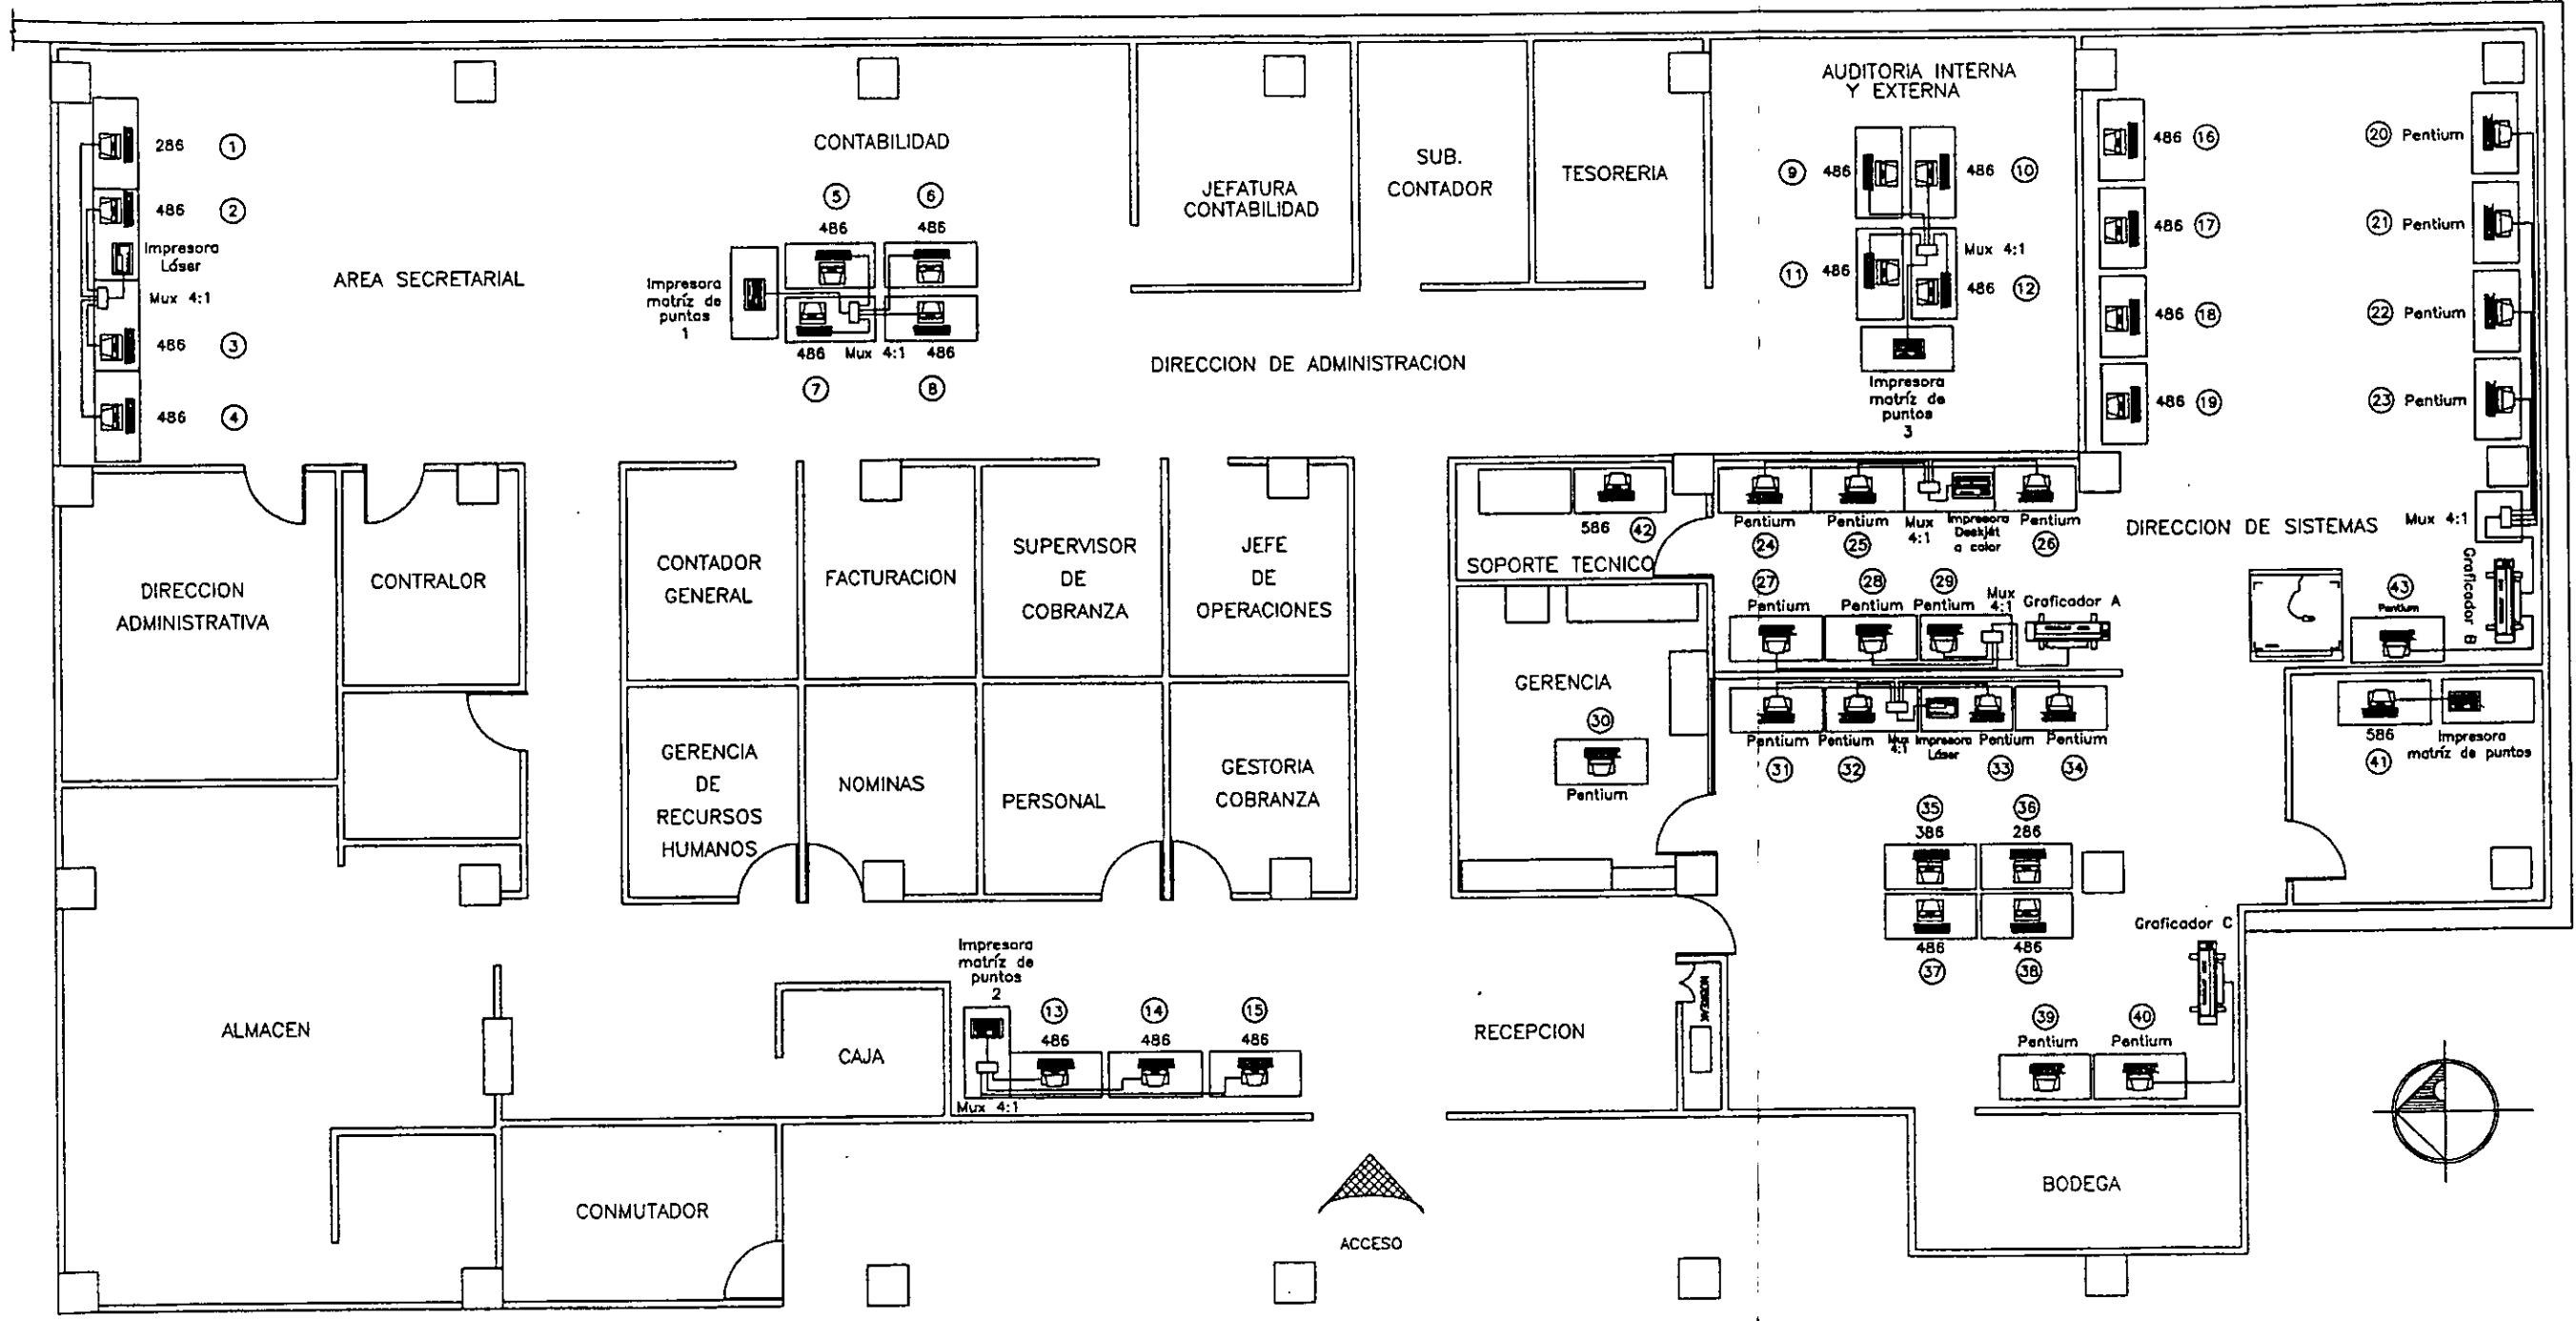 286 1
486 2
Impresora
Láser
Mux 4:1
486 3
486 4
AREA SECRETARIAL
CONTABILIDAD
5 6
486 486
Impresora
matríz de
puntos
1
486 Mux 4:1 486
7 8
JEFATURA
CONTABILIDAD
SUB.
CONTADOR
TESORERIA
DIRECCION DE ADMINISTRACION
AUDITORIA INTERNA
Y EXTERNA
9 486 486 10
Mux 4:1
11 486 486 12
Impresora
matríz de
puntos
3
486 16
486 17
486 18
486 19
20 Pentium
21 Pentium
22 Pentium
23 Pentium
Mux 4:1
Graficador B
DIRECCION DE SISTEMAS
43
Pentium
DIRECCION
ADMINISTRATIVA
CONTRALOR
CONTADOR
GENERAL
FACTURACION
SUPERVISOR
DE
COBRANZA
JEFE
DE
OPERACIONES
GERENCIA
DE
RECURSOS
HUMANOS
NOMINAS
PERSONAL
GESTORIA
COBRANZA
586 42
SOPORTE TECNICO
Pentium Pentium Mux
4:1 Impresora
Deskjét
a color Pentium
24 25 26
27 28 29
Pentium Pentium Pentium Mux
4:1 Graficador A
GERENCIA
30
Pentium
Pentium Pentium Mux
4:1 Impresora
Láser Pentium Pentium
31 32 33 34
586 Impresora
matríz de puntos
41
35 36
386 286
486 486
37 38
Graficador C
39 40
Pentium Pentium
ALMACEN
CAJA
Impresora
matríz de
puntos
2
13 14 15
486 486 486
Mux 4:1
RECEPCION
NOBREAK
CONMUTADOR
ACCESO
BODEGA